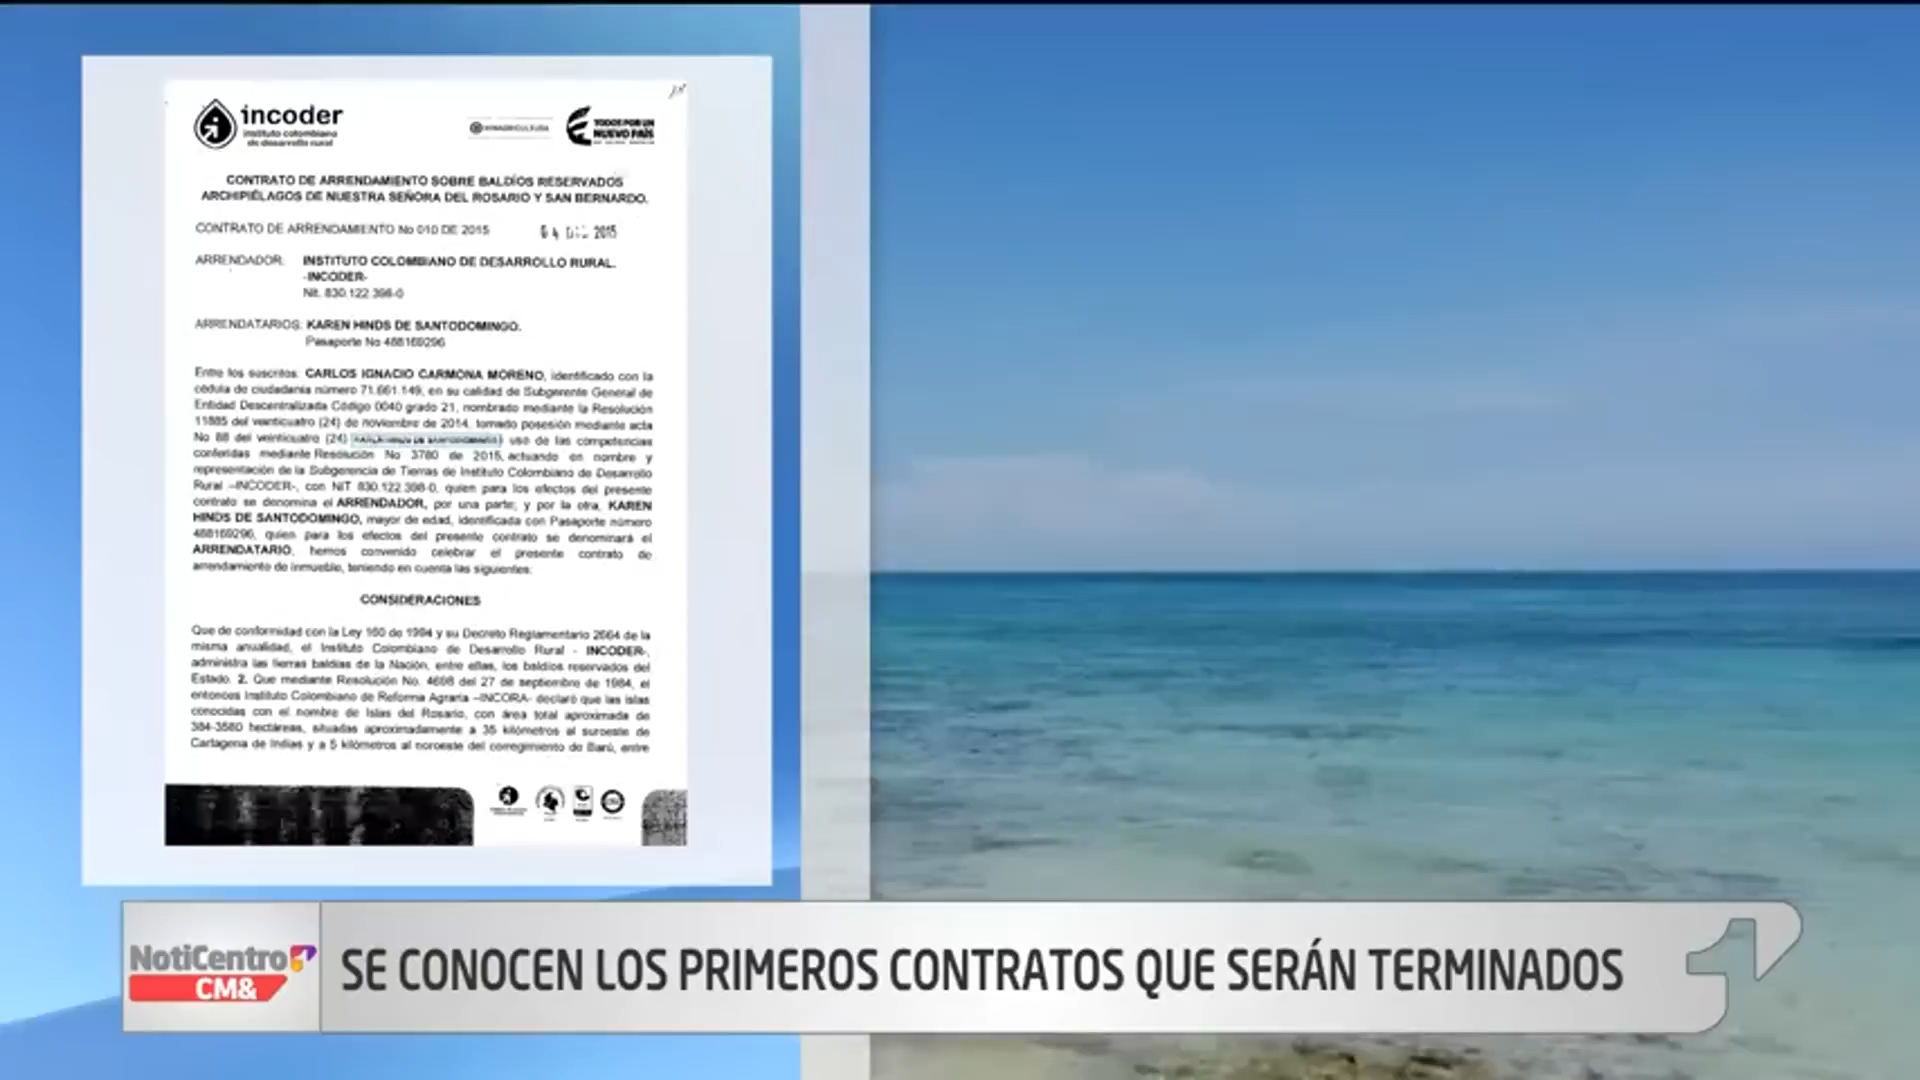 incoder
instituto colombiano
de desarrollo rural
MINAGRICULTURA
TODOS POR UN
NUEVO PAÍS
CONTRATO DE ARRENDAMIENTO SOBRE BALDÍOS RESERVADOS
ARCHIPIÉLAGOS DE NUESTRA SEÑORA DEL ROSARIO Y SAN BERNARDO.
CONTRATO DE ARRENDAMIENTO No 010 DE 2015
04 DIC 2015
ARRENDADOR: INSTITUTO COLOMBIANO DE DESARROLLO RURAL.
-INCODER-
Nit. 830.122.398-0
ARRENDATARIOS: KAREN HINDS DE SANTODOMINGO.
Pasaporte No 488169296
Entre los suscritos: CARLOS IGNACIO CARMONA MORENO, identificado con la
cédula de ciudadanía número 71.661.149, en su calidad de Subgerente General de
Entidad Descentralizada Código 0040 grado 21, nombrado mediante la Resolución
11885 del veinticuatro (24) de noviembre de 2014, tomado posesión mediante acta
No 88 del veinticuatro (24) KAREN HINDS DE SANTODOMINGO uso de las competencias
conferidas mediante Resolución No 3780 de 2015, actuando en nombre y
representación de la Subgerencia de Tierras de Instituto Colombiano de Desarrollo
Rural –INCODER-, con NIT 830.122.398-0, quien para los efectos del presente
contrato se denomina el ARRENDADOR, por una parte; y por la otra, KAREN
HINDS DE SANTODOMINGO, mayor de edad, identificada con Pasaporte número
488169296, quien para los efectos del presente contrato se denominará el
ARRENDATARIO, hemos convenido celebrar el presente contrato de
arrendamiento de inmueble, teniendo en cuenta las siguientes:
CONSIDERACIONES
Que de conformidad con la Ley 160 de 1994 y su Decreto Reglamentario 2664 de la
misma anualidad, el Instituto Colombiano de Desarrollo Rural - INCODER-,
administra las tierras baldías de la Nación, entre ellas, los baldíos reservados del
Estado. 2. Que mediante Resolución No. 4698 del 27 de septiembre de 1984, el
entonces Instituto Colombiano de Reforma Agraria –INCORA- declaró que las islas
conocidas con el nombre de Islas del Rosario, con área total aproximada de
384-3580 hectáreas, situadas aproximadamente a 35 kilómetros al suroeste de
Cartagena de Indias y a 5 kilómetros al noroeste del corregimiento de Barú, entre
NotiCentro 1
CM&
SE CONOCEN LOS PRIMEROS CONTRATOS QUE SERÁN TERMINADOS
1